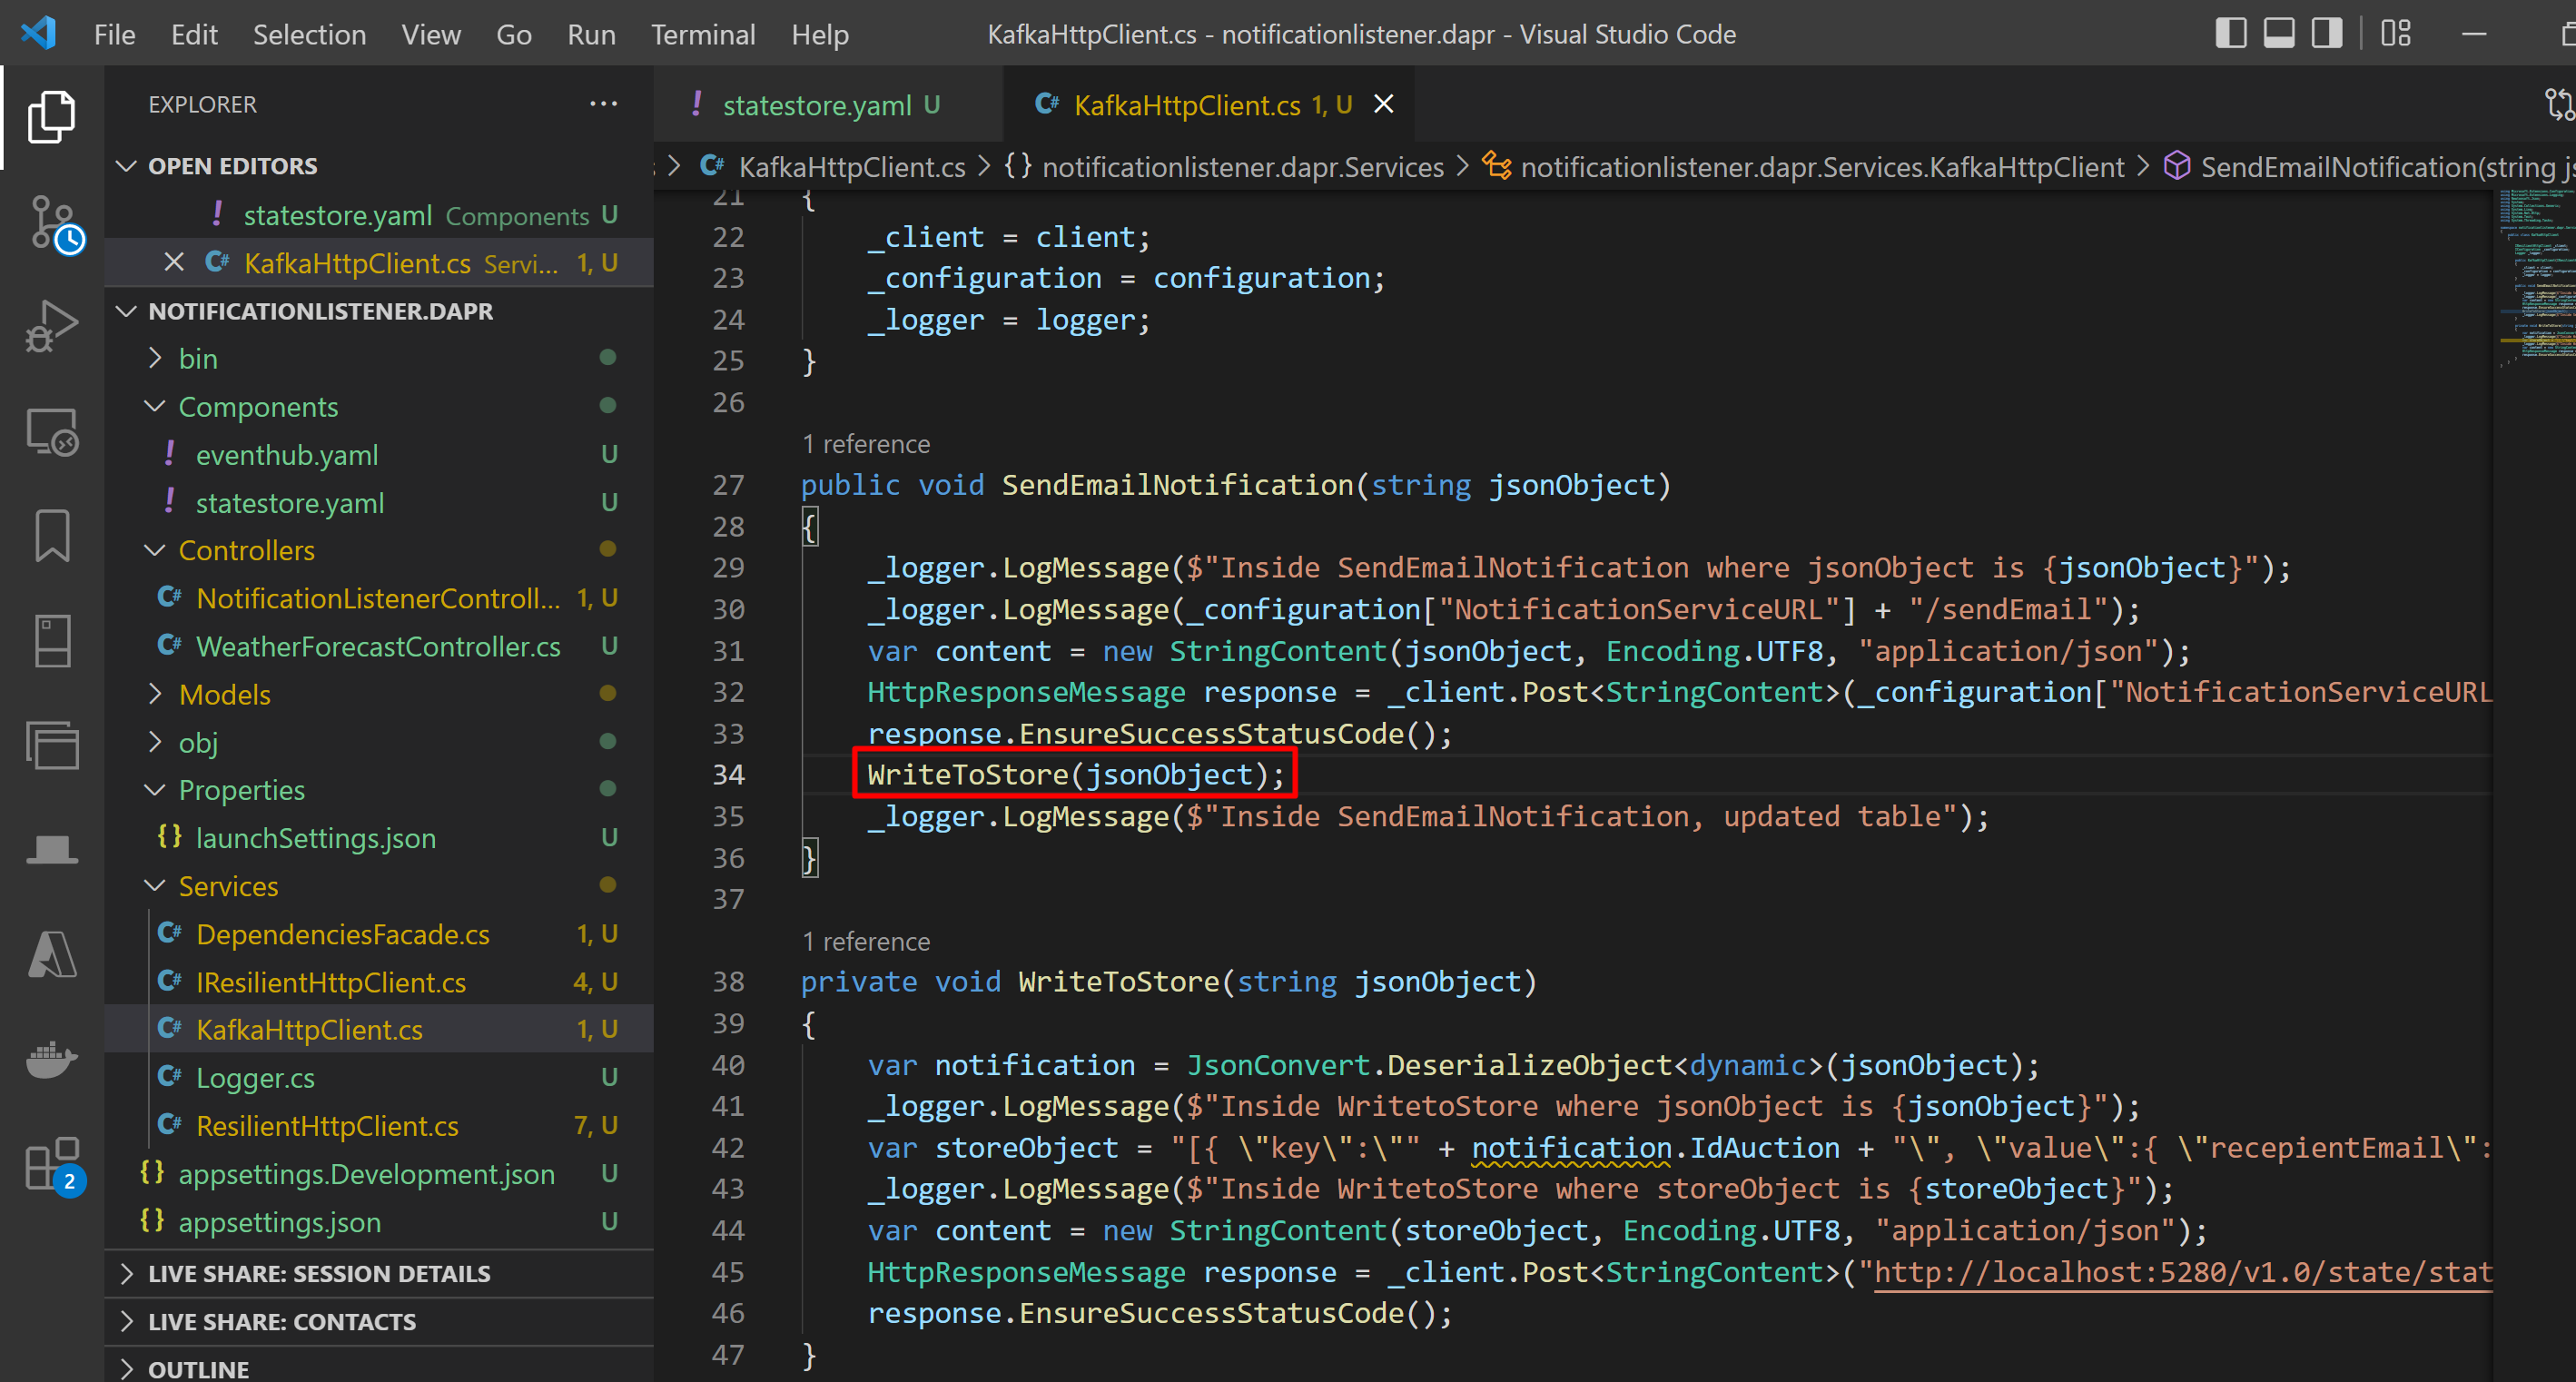 File Edit Selection View Go Run Terminal Help KafkaHttpClient.cs - notificationlistener.dapr - Visual Studio Code
EXPLORER ···
OPEN EDITORS
! statestore.yaml Components U
C# KafkaHttpClient.cs Servi... 1, U
NOTIFICATIONLISTENER.DAPR
bin
Components
! eventhub.yaml U
! statestore.yaml U
Controllers
C# NotificationListenerControll... 1, U
C# WeatherForecastController.cs U
Models
obj
Properties
{} launchSettings.json U
Services
C# DependenciesFacade.cs 1, U
C# IResilientHttpClient.cs 4, U
C# KafkaHttpClient.cs 1, U
C# Logger.cs U
C# ResilientHttpClient.cs 7, U
{} appsettings.Development.json U
{} appsettings.json U
LIVE SHARE: SESSION DETAILS
LIVE SHARE: CONTACTS
OUTLINE
2
! statestore.yaml U
C# KafkaHttpClient.cs 1, U
> C# KafkaHttpClient.cs > {} notificationlistener.dapr.Services > notificationlistener.dapr.Services.KafkaHttpClient > SendEmailNotification(string js
21 {
22 _client = client;
23 _configuration = configuration;
24 _logger = logger;
25 }
26
1 reference
27 public void SendEmailNotification(string jsonObject)
28 {
29 _logger.LogMessage($"Inside SendEmailNotification where jsonObject is {jsonObject}");
30 _logger.LogMessage(_configuration["NotificationServiceURL"] + "/sendEmail");
31 var content = new StringContent(jsonObject, Encoding.UTF8, "application/json");
32 HttpResponseMessage response = _client.Post<StringContent>(_configuration["NotificationServiceURL
33 response.EnsureSuccessStatusCode();
34 WriteToStore(jsonObject);
35 _logger.LogMessage($"Inside SendEmailNotification, updated table");
36 }
37
1 reference
38 private void WriteToStore(string jsonObject)
39 {
40 var notification = JsonConvert.DeserializeObject<dynamic>(jsonObject);
41 _logger.LogMessage($"Inside WritetoStore where jsonObject is {jsonObject}");
42 var storeObject = "[{ \"key\":\"" + notification.IdAuction + "\", \"value\":{ \"recepientEmail\":
43 _logger.LogMessage($"Inside WritetoStore where storeObject is {storeObject}");
44 var content = new StringContent(storeObject, Encoding.UTF8, "application/json");
45 HttpResponseMessage response = _client.Post<StringContent>("http://localhost:5280/v1.0/state/stat
46 response.EnsureSuccessStatusCode();
47 }